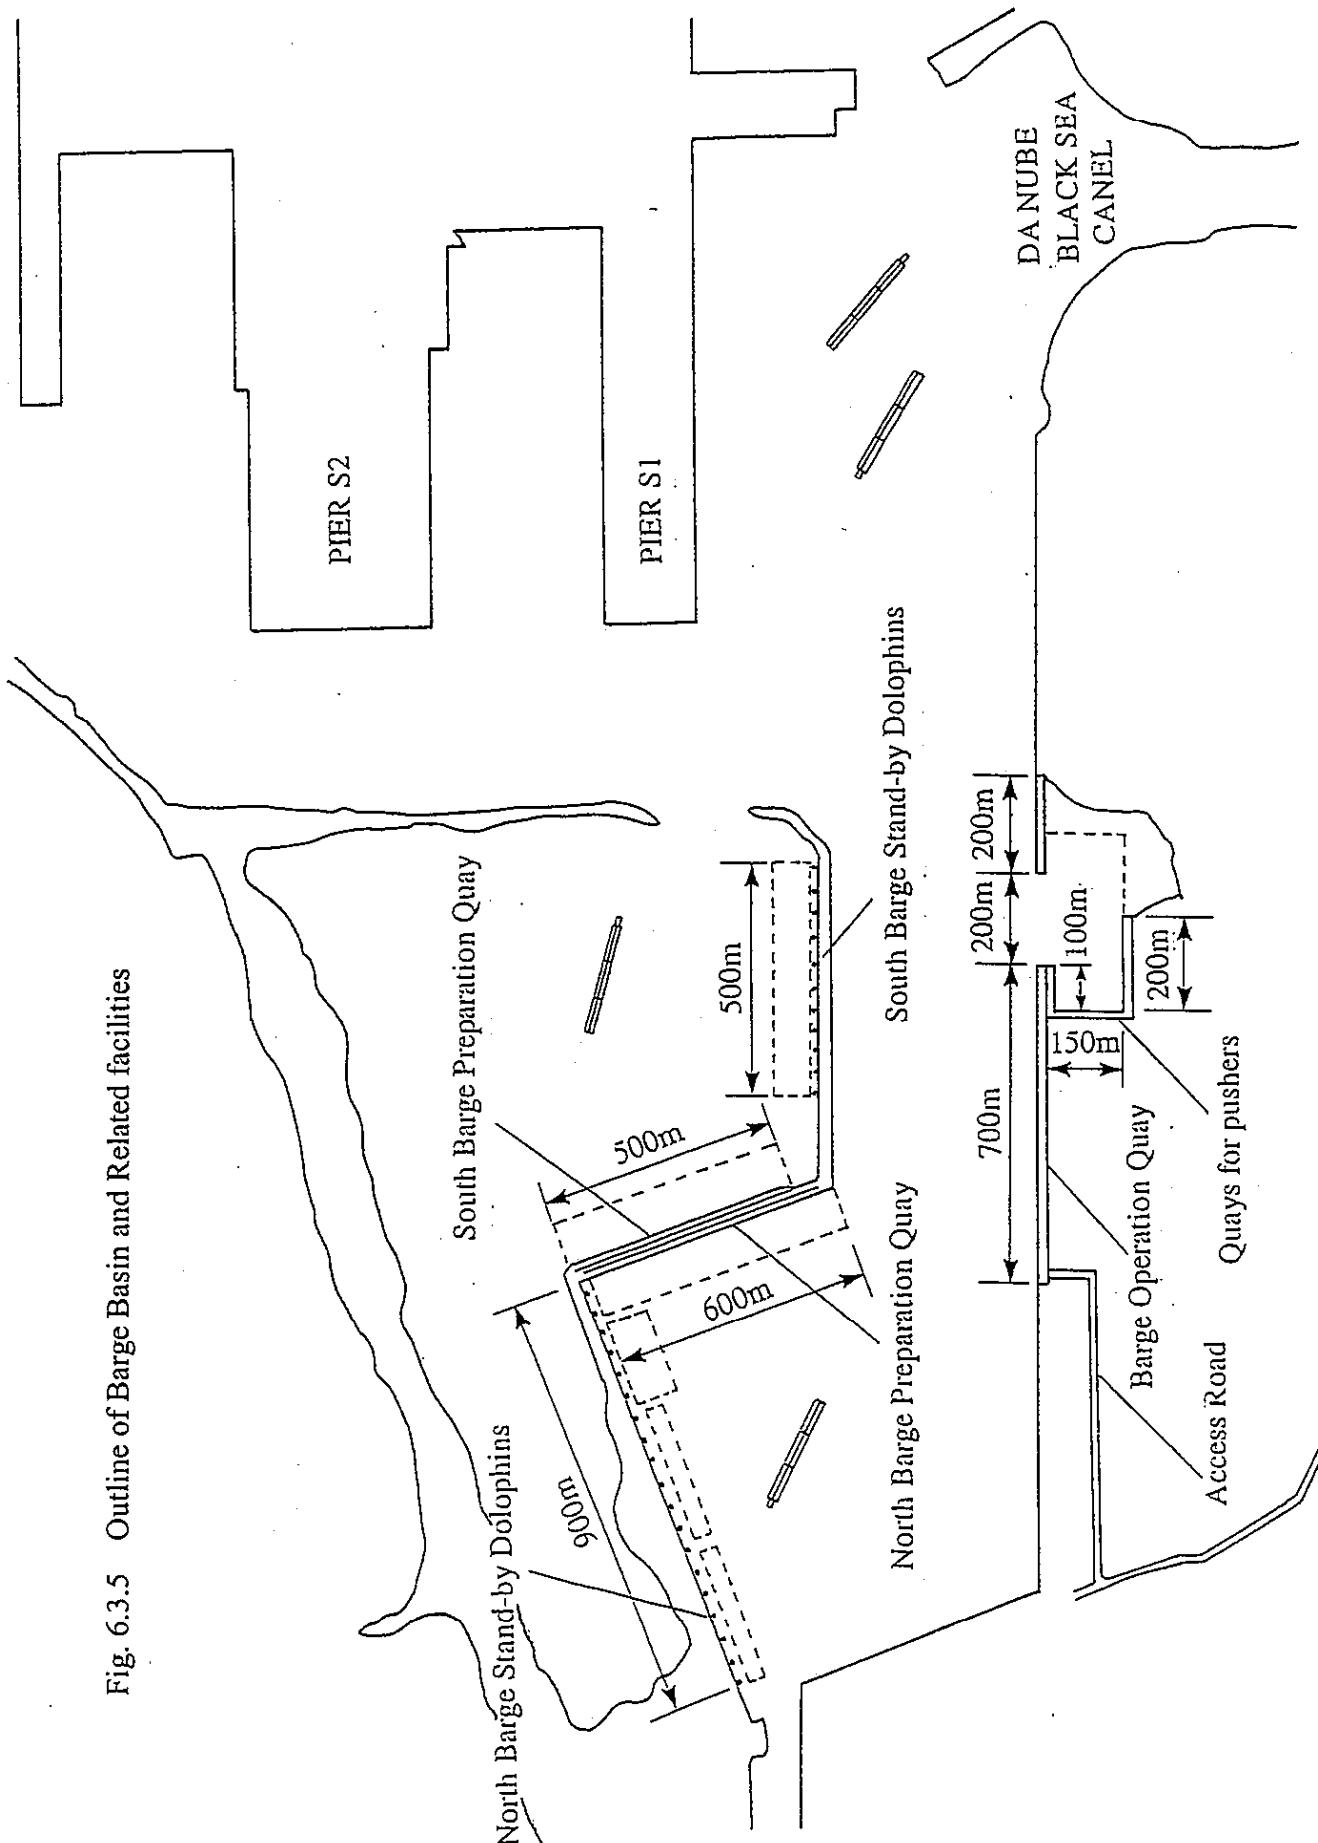 Fig. 6.3.5 Outline of Barge Basin and Related facilities
North Barge Stand-by Dolophins
900m
South Barge Preparation Quay
500m
500m
600m
North Barge Preparation Quay
South Barge Stand-by Dolophins
PIER S2
PIER S1
700m
200m
200m
100m
150m
200m
Access Road
Barge Operation Quay
Quays for pushers
DA NUBE
BLACK SEA
CANEL